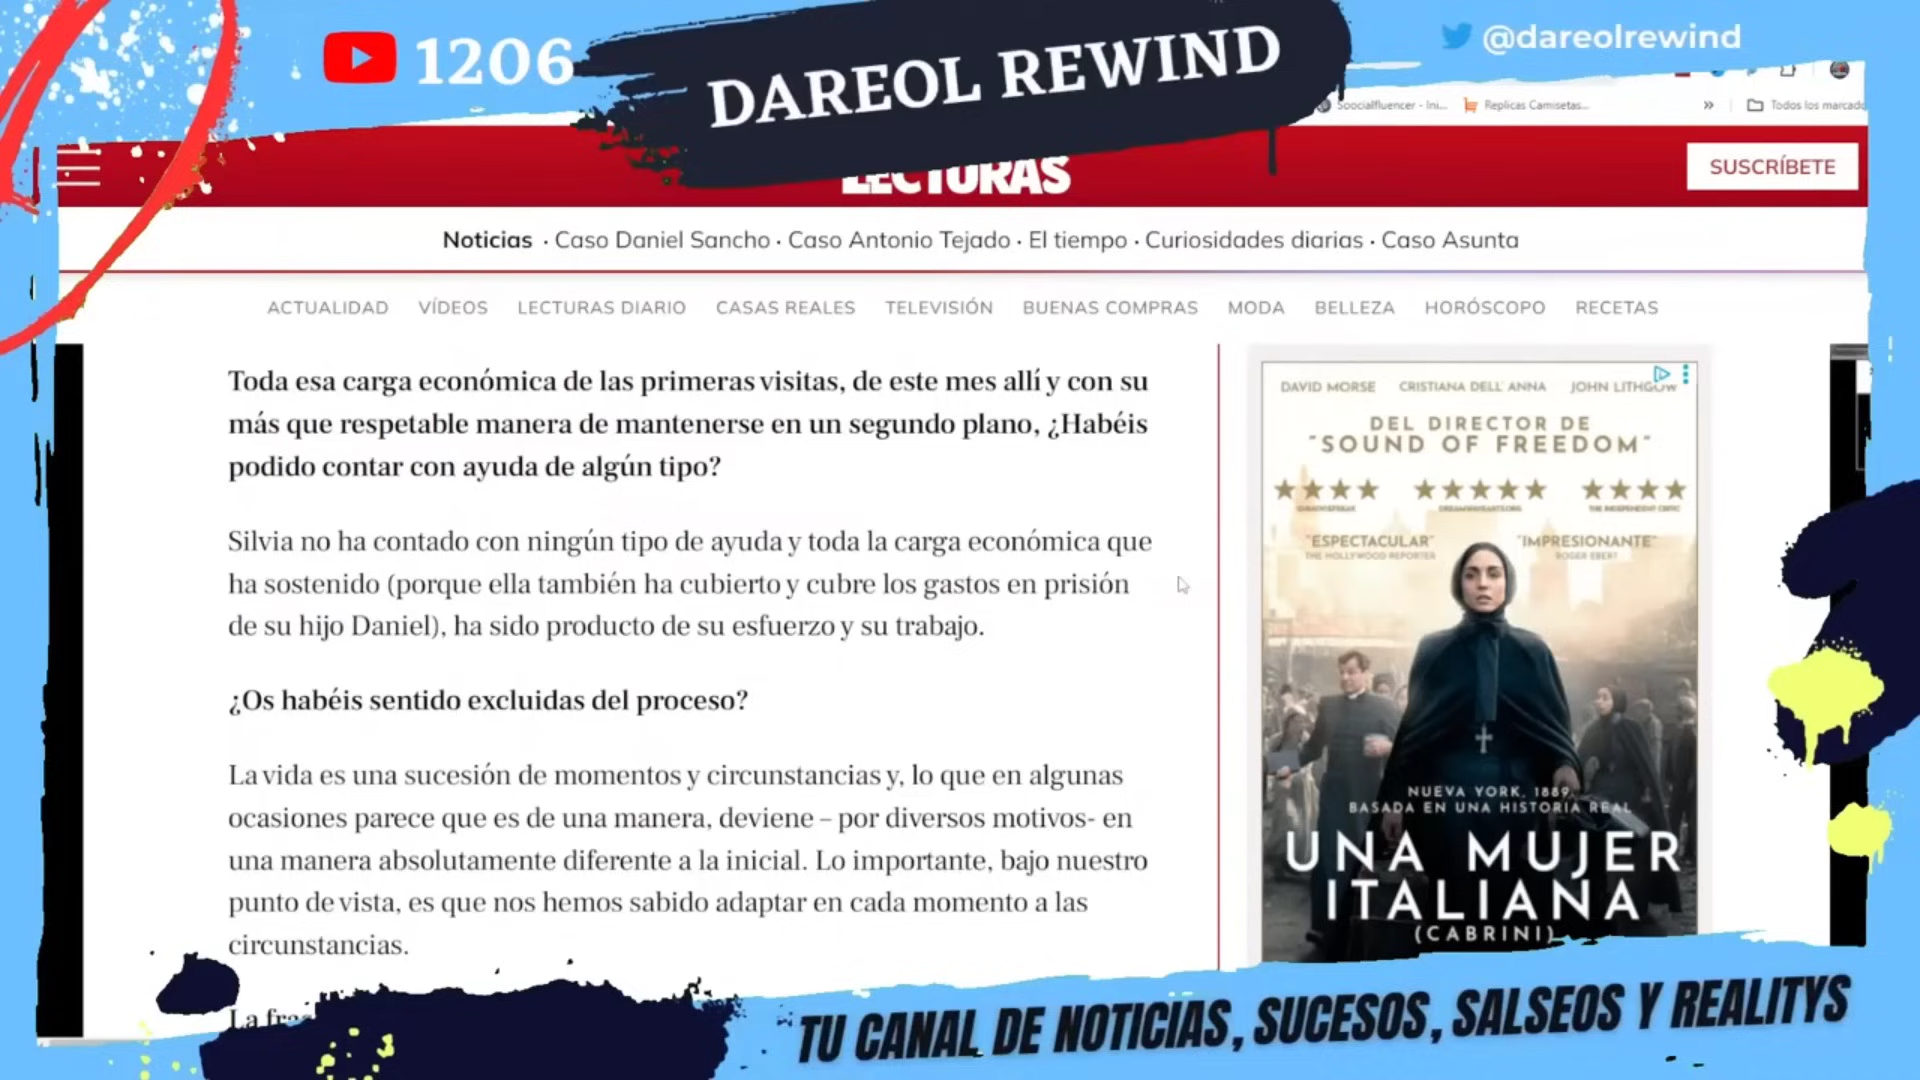 1206
DAREOL REWIND
@dareolrewind
Soocialfluencer - Ini...
Replicas Camisetas...
»
Todos los marcado
LECTURAS
SUSCRÍBETE
Noticias · Caso Daniel Sancho · Caso Antonio Tejado · El tiempo · Curiosidades diarias · Caso Asunta
ACTUALIDAD VÍDEOS LECTURAS DIARIO CASAS REALES TELEVISIÓN BUENAS COMPRAS MODA BELLEZA HORÓSCOPO RECETAS
Toda esa carga económica de las primeras visitas, de este mes allí y con su
más que respetable manera de mantenerse en un segundo plano, ¿Habéis
podido contar con ayuda de algún tipo?
Silvia no ha contado con ningún tipo de ayuda y toda la carga económica que
ha sostenido (porque ella también ha cubierto y cubre los gastos en prisión
de su hijo Daniel), ha sido producto de su esfuerzo y su trabajo.
¿Os habéis sentido excluidas del proceso?
La vida es una sucesión de momentos y circunstancias y, lo que en algunas
ocasiones parece que es de una manera, deviene – por diversos motivos- en
una manera absolutamente diferente a la inicial. Lo importante, bajo nuestro
punto de vista, es que nos hemos sabido adaptar en cada momento a las
circunstancias.
La
DAVID MORSE CRISTIANA DELL' ANNA JOHN LITHGOW
DEL DIRECTOR DE
"SOUND OF FREEDOM"
"ESPECTACULAR" "IMPRESIONANTE"
THE HOLLYWOOD REPORTER ROGER EBERT
NUEVA YORK, 1889.
BASADA EN UNA HISTORIA REAL
UNA MUJER
ITALIANA
(CABRINI)
TU CANAL DE NOTICIAS, SUCESOS, SALSEOS Y REALITYS